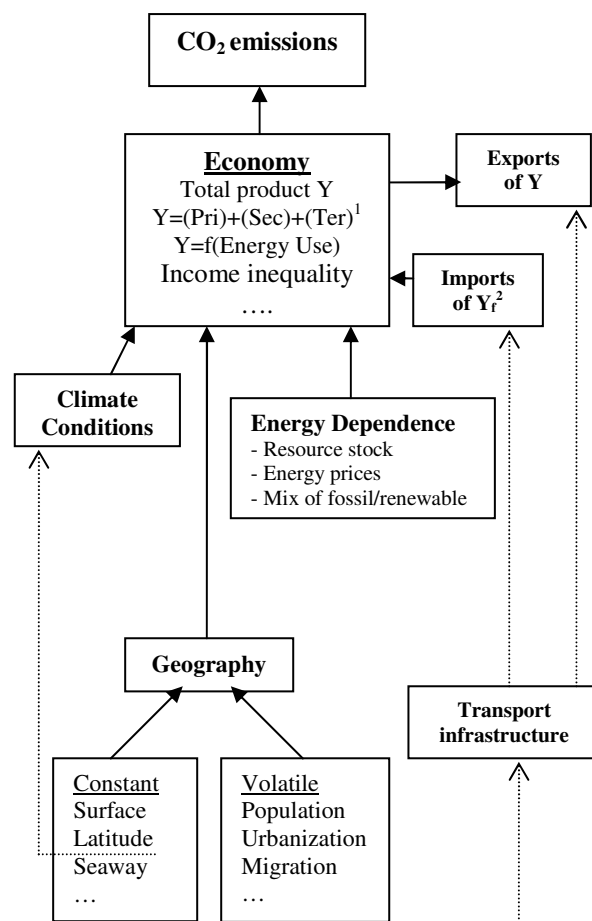 CO₂ emissions
Economy
Total product Y
Y=(Pri)+(Sec)+(Ter)¹
Y=f(Energy Use)
Income inequality
….
Exports
of Y
Imports
of Y_f²
Climate
Conditions
Energy Dependence
- Resource stock
- Energy prices
- Mix of fossil/renewable
Geography
Transport
infrastructure
Constant
Surface
Latitude
Seaway
…
Volatile
Population
Urbanization
Migration
…